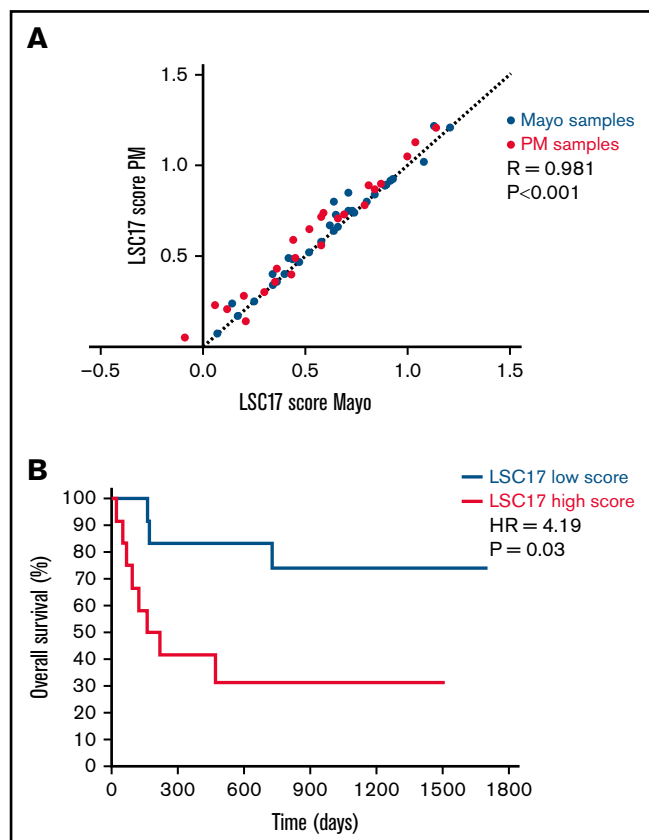 A
LSC17 score PM
1.5
1.0
0.5
−0.5
0.0
0.5
1.0
1.5
LSC17 score Mayo
Mayo samples
PM samples
R = 0.981
P<0.001
B
Overall survival (%)
100
90
80
70
60
50
40
30
20
10
0
0
300
600
900
1200
1500
1800
Time (days)
LSC17 low score
LSC17 high score
HR = 4.19
P = 0.03